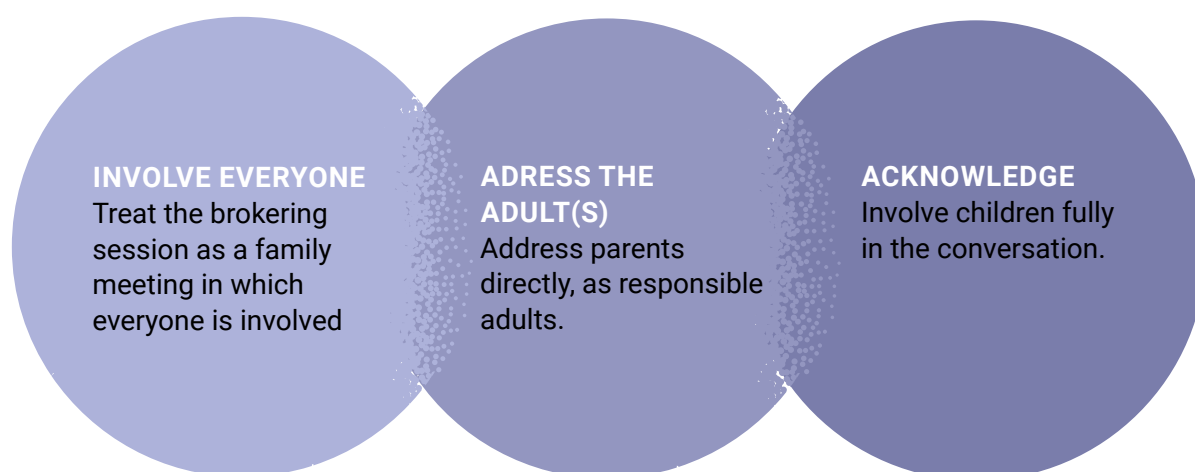 INVOLVE EVERYONE
Treat the brokering
session as a family
meeting in which
everyone is involved
ADRESS THE
ADULT(S)
Address parents
directly, as responsible
adults.
ACKNOWLEDGE
Involve children fully
in the conversation.